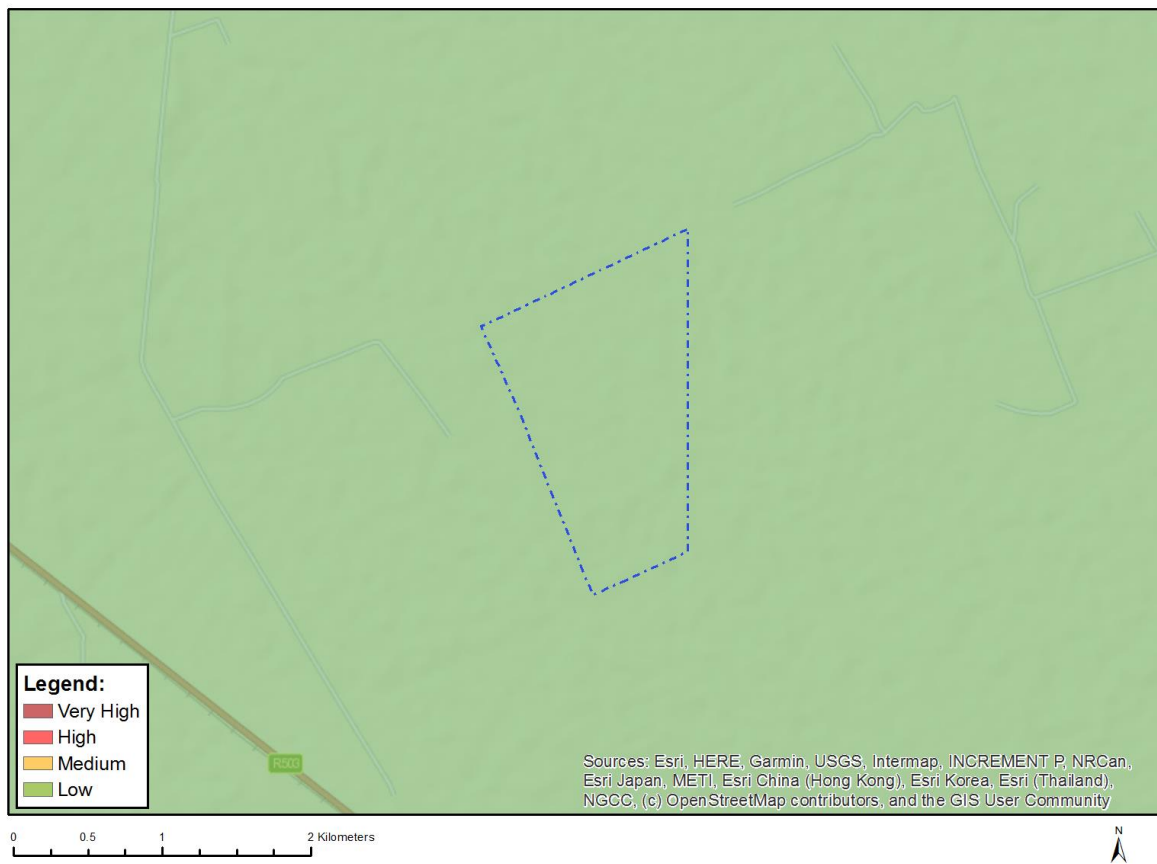 Legend:
Very High
High
Medium
Low
R503
Sources: Esri, HERE, Garmin, USGS, Intermap, INCREMENT P, NRCan,
Esri Japan, METI, Esri China (Hong Kong), Esri Korea, Esri (Thailand),
NGCC, (c) OpenStreetMap contributors, and the GIS User Community
0 0.5 1 2 Kilometers
N